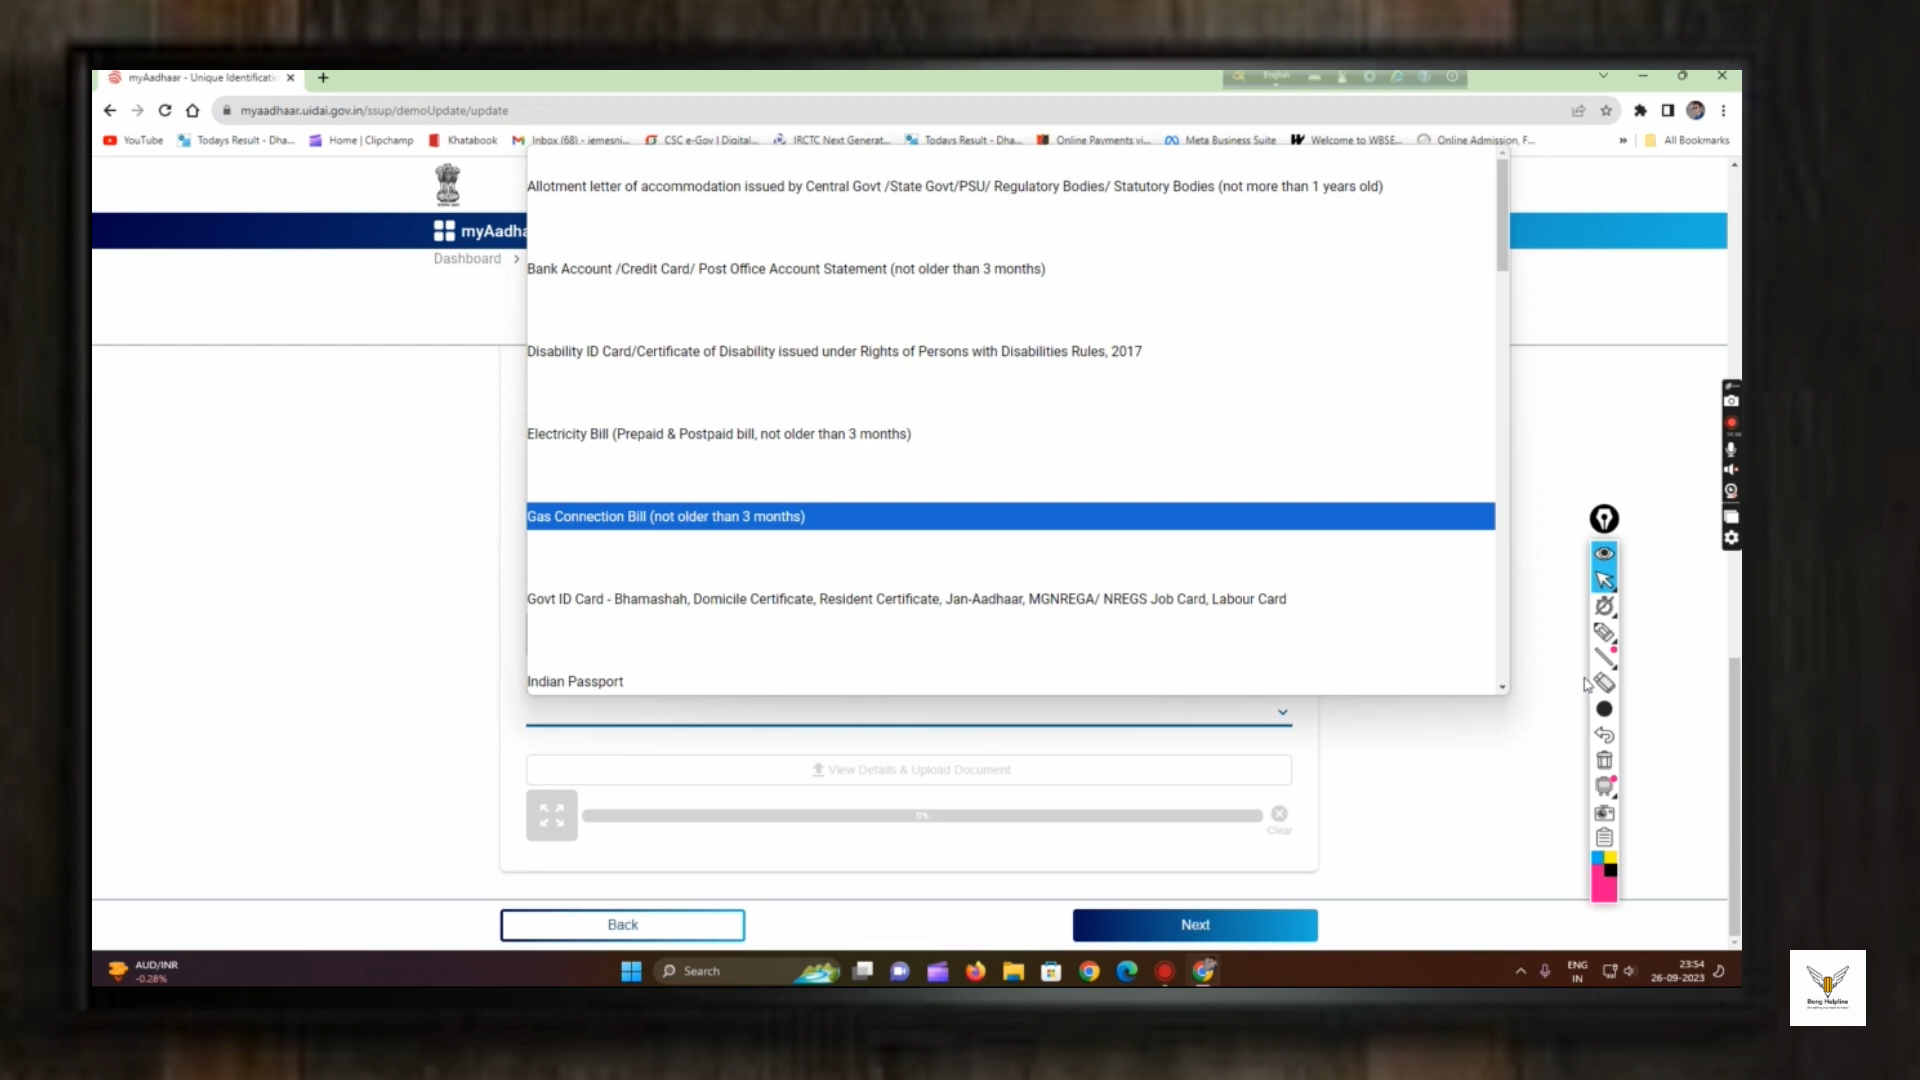 myAadhaar - Unique Identificatic
English
myaadhaar.uidai.gov.in/ssup/demoUpdate/update
YouTube Todays Result - Dha... Home | Clipchamp Khatabook Inbox (68) - iemesni... CSC e-Gov | Digital... IRCTC Next Generat... Todays Result - Dha... Online Payments vi... Meta Business Suite Welcome to WBSE... Online Admission, F... » All Bookmarks
Allotment letter of accommodation issued by Central Govt /State Govt/PSU/ Regulatory Bodies/ Statutory Bodies (not more than 1 years old)
myAadha
Dashboard >
Bank Account /Credit Card/ Post Office Account Statement (not older than 3 months)
Disability ID Card/Certificate of Disability issued under Rights of Persons with Disabilities Rules, 2017
Electricity Bill (Prepaid & Postpaid bill, not older than 3 months)
Gas Connection Bill (not older than 3 months)
Govt ID Card - Bhamashah, Domicile Certificate, Resident Certificate, Jan-Aadhaar, MGNREGA/ NREGS Job Card, Labour Card
Indian Passport
View Details & Upload Document
0%
Clear
Back Next
AUD/INR
-0.28%
Search
ENG
IN
23:54
26-09-2023
Beng Helpline